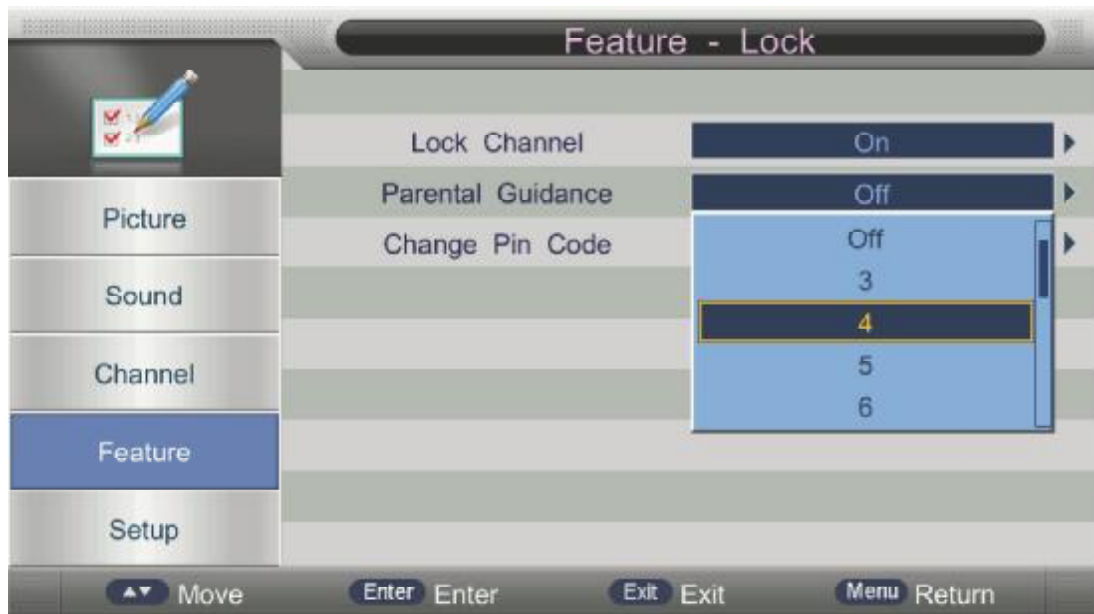 Feature - Lock
Lock Channel On
Parental Guidance Off
Change Pin Code
Off
3
4
5
6
Picture
Sound
Channel
Feature
Setup
Move Enter Enter Exit Exit Menu Return